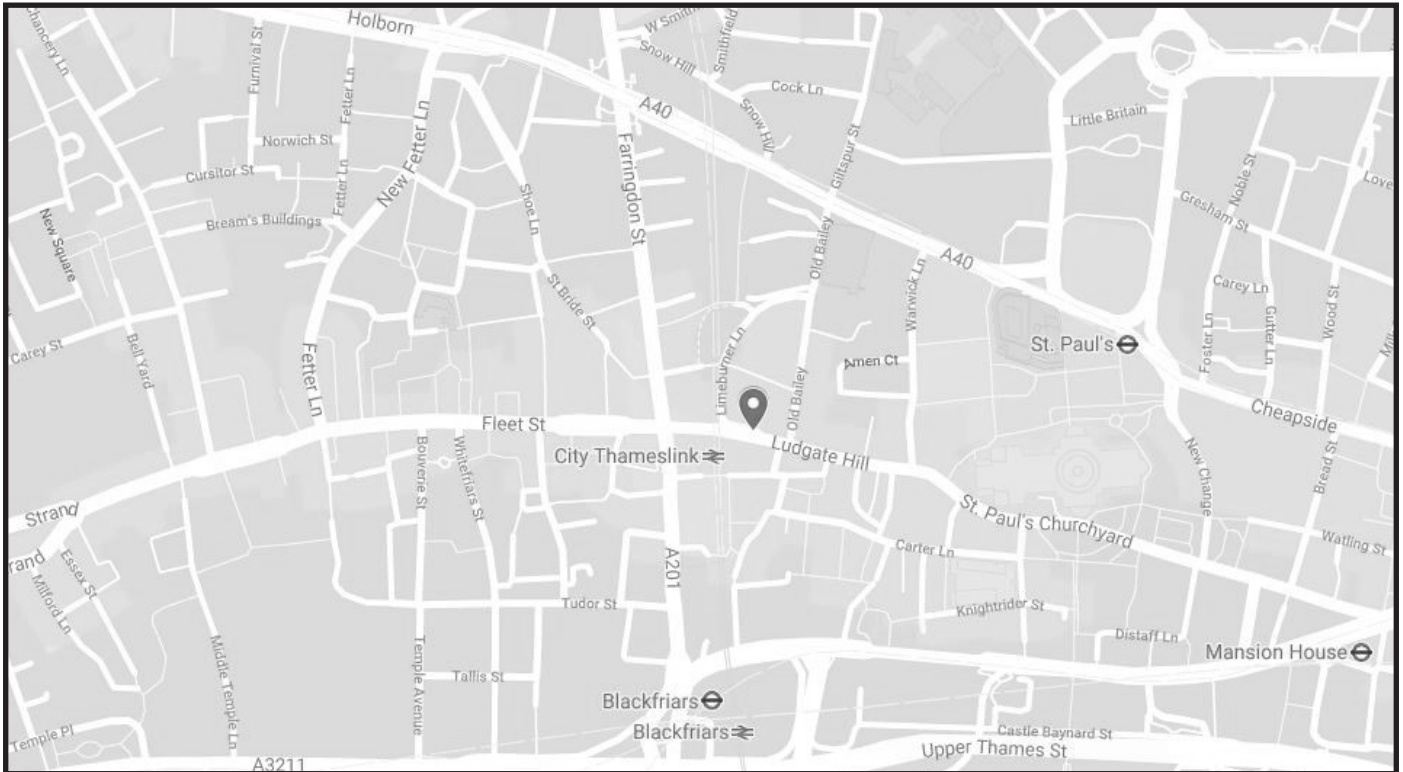 Holborn
Chancery Ln
Furnival St
Fetter Ln
W Smithf
Smithfield
Snow Hill
Cock Ln
A40
Snow Hill
Little Britain
Norwich St
New Fetter Ln
Farringdon St
Giltspur St
Noble St
Love
Cursitor St
Fetter Ln
Shoe Ln
Gresham St
Bream's Buildings
New Square
Old Bailey
A40
Warwick Ln
Carey Ln
Gutter Ln
Wood St
St Bride St
Carey St
Bell Yard
Limeburner Ln
Amen Ct
St. Paul's
Foster Ln
Mil
Fetter Ln
Old Bailey
Cheapside
Fleet St
City Thameslink
Ludgate Hill
Bouverie St
Whitefriars St
New Change
Bread St
Strand
St. Paul's Churchyard
Carter Ln
Watling St
rand
Essex St
Milford Ln
A201
Tudor St
Knightrider St
Distaff Ln
Mansion House
Middle Temple Ln
Temple Avenue
Tallis St
Blackfriars
Blackfriars
Temple Pl
Castle Baynard St
Upper Thames St
A3211